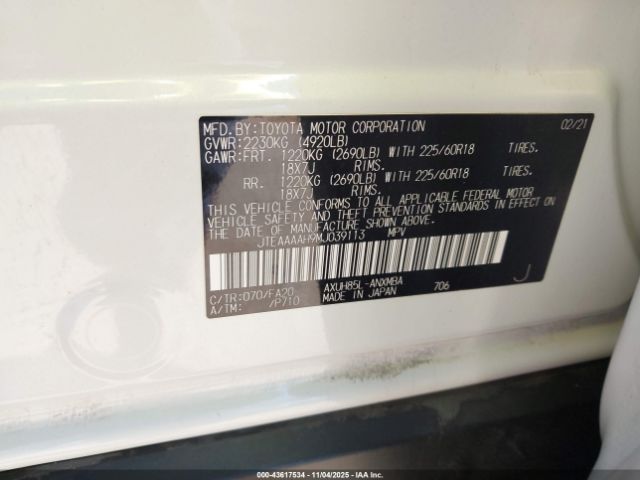 MFD. BY: TOYOTA MOTOR CORPORATION 02/21
GVWR: 2230KG (4920LB)
GAWR: FRT. 1220KG (2690LB) WITH 225/60R18 TIRES.
18X7J RIMS.
RR. 1220KG (2690LB) WITH 225/60R18 TIRES.
18X7J RIMS.
THIS VEHICLE CONFORMS TO ALL APPLICABLE FEDERAL MOTOR
VEHICLE SAFETY AND THEFT PREVENTION STANDARDS IN EFFECT ON
THE DATE OF MANUFACTURE SHOWN ABOVE.
JTEAAAAH9MJ039113 MPV
C/TR: 070/FA20 AXUH85L-ANXMBA J
A/TM: /P710 MADE IN JAPAN 706
000-43617534 - 11/04/2025 - IAAI, Inc.